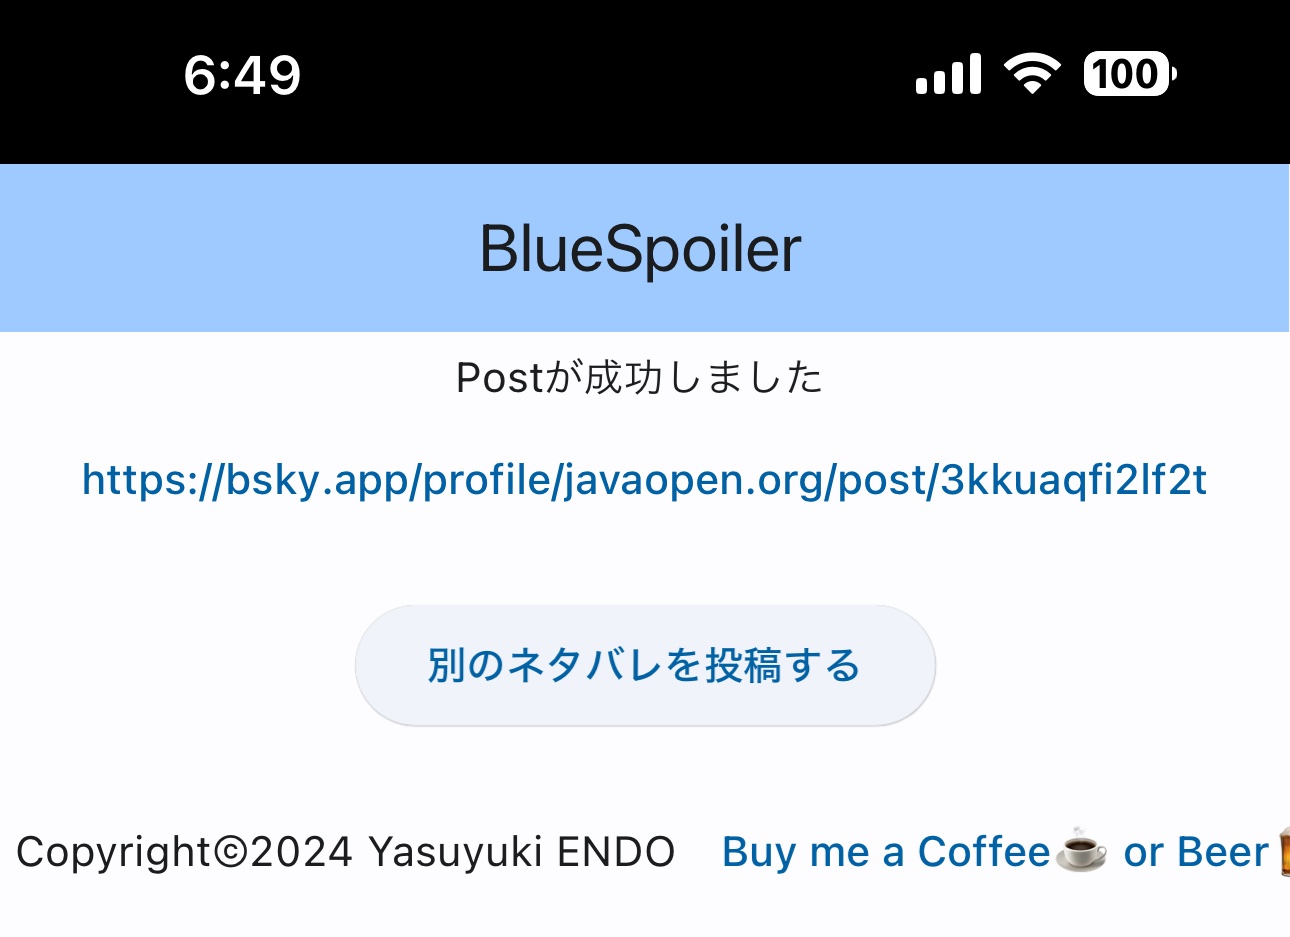 6:49
100
BlueSpoiler
Postが成功しました
https://bsky.app/profile/javaopen.org/post/3kkuaqfi2lf2t
別のネタバレを投稿する
Copyright©2024 Yasuyuki ENDO Buy me a Coffee☕ or Beer